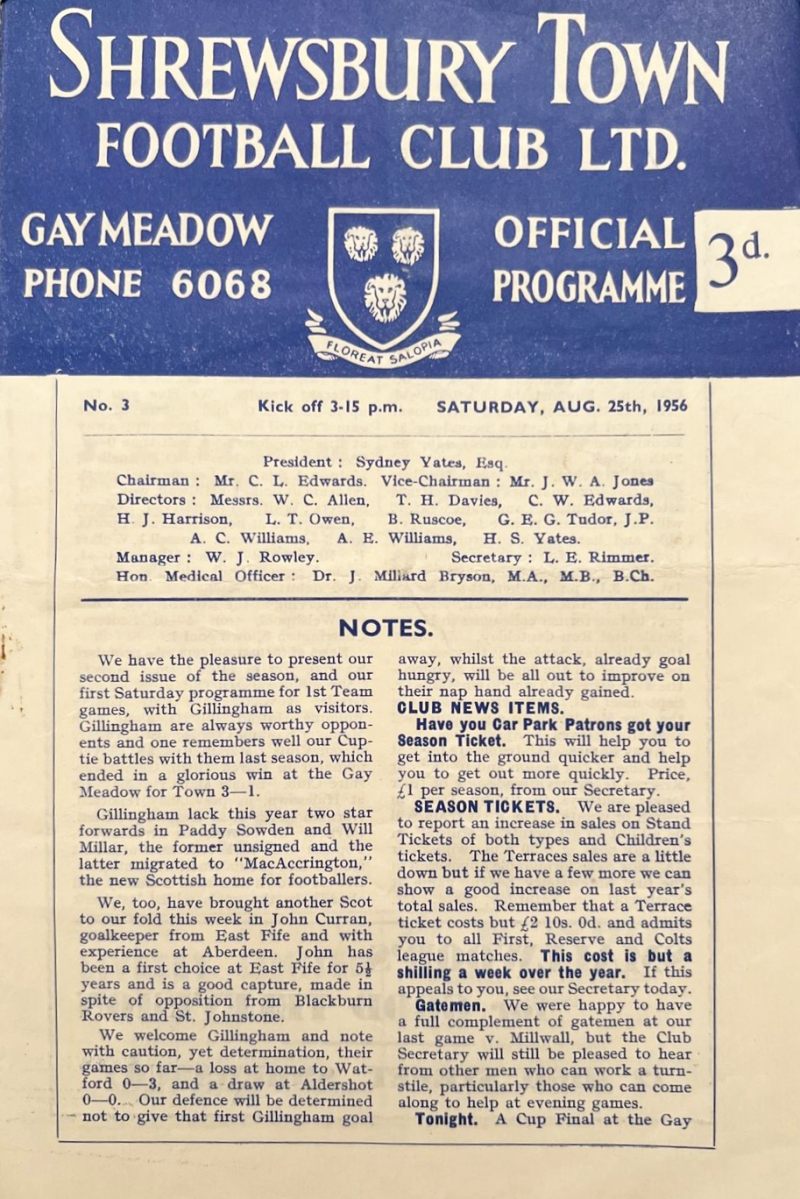 SHREWSBURY TOWN
FOOTBALL CLUB LTD.
GAY MEADOW
PHONE 6068
OFFICIAL
PROGRAMME
3d.
FLOREAT SALOPIA
No. 3 Kick off 3-15 p.m. SATURDAY, AUG. 25th, 1956
President : Sydney Yates, Esq.
Chairman : Mr. C. L. Edwards. Vice-Chairman : Mr. J. W. A. Jones
Directors : Messrs. W. C. Allen, T. H. Davies, C. W. Edwards,
H. J. Harrison, L. T. Owen, B. Ruscoe, G. E. G. Tudor, J.P.
A. C. Williams, A. E. Williams, H. S. Yates.
Manager : W. J. Rowley. Secretary : L. E. Rimmer.
Hon. Medical Officer : Dr. J. Millard Bryson, M.A., M.B., B.Ch.
NOTES.
We have the pleasure to present our
second issue of the season, and our
first Saturday programme for 1st Team
games, with Gillingham as visitors.
Gillingham are always worthy oppon-
ents and one remembers well our Cup-
tie battles with them last season, which
ended in a glorious win at the Gay
Meadow for Town 3—1.
Gillingham lack this year two star
forwards in Paddy Sowden and Will
Millar, the former unsigned and the
latter migrated to "MacAccrington,"
the new Scottish home for footballers.
We, too, have brought another Scot
to our fold this week in John Curran,
goalkeeper from East Fife and with
experience at Aberdeen. John has
been a first choice at East Fife for 5½
years and is a good capture, made in
spite of opposition from Blackburn
Rovers and St. Johnstone.
We welcome Gillingham and note
with caution, yet determination, their
games so far—a loss at home to Wat-
ford 0—3, and a draw at Aldershot
0—0. Our defence will be determined
not to give that first Gillingham goal
away, whilst the attack, already goal
hungry, will be all out to improve on
their nap hand already gained.
CLUB NEWS ITEMS.
Have you Car Park Patrons got your
Season Ticket. This will help you to
get into the ground quicker and help
you to get out more quickly. Price,
£1 per season, from our Secretary.
SEASON TICKETS. We are pleased
to report an increase in sales on Stand
Tickets of both types and Children's
tickets. The Terraces sales are a little
down but if we have a few more we can
show a good increase on last year's
total sales. Remember that a Terrace
ticket costs but £2 10s. 0d. and admits
you to all First, Reserve and Colts
league matches. This cost is but a
shilling a week over the year. If this
appeals to you, see our Secretary today.
Gatemen. We were happy to have
a full complement of gatemen at our
last game v. Millwall, but the Club
Secretary will still be pleased to hear
from other men who can work a turn-
stile, particularly those who can come
along to help at evening games.
Tonight. A Cup Final at the Gay